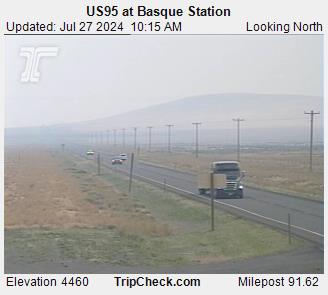 US95 at Basque Station
Updated: Jul 27 2024  10:15 AM Looking North
Elevation 4460 TripCheck.com Milepost 91.62